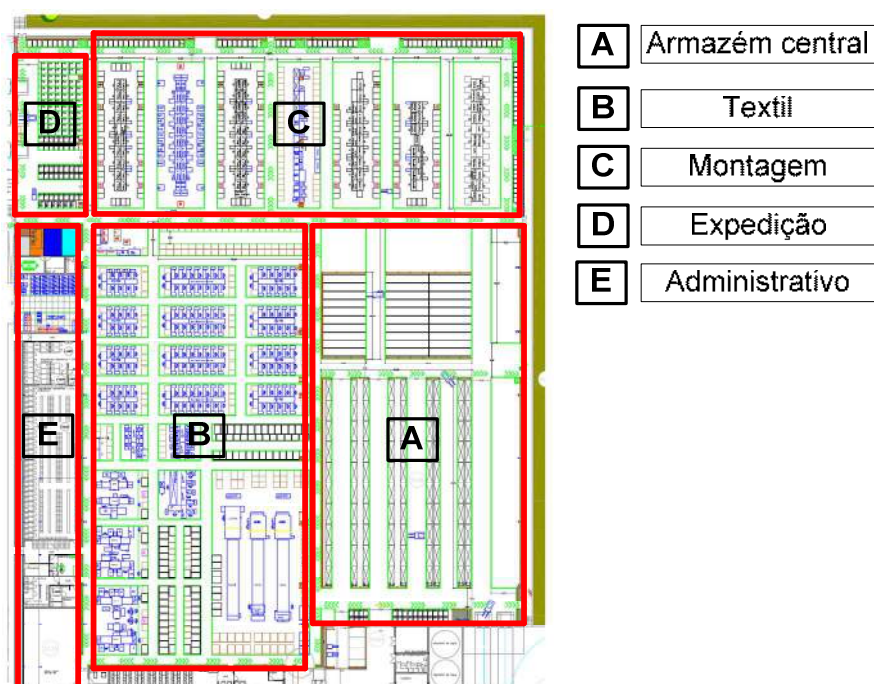 A Armazém central
B Textil
C Montagem
D Expedição
E Administrativo
D
C
E
B
A